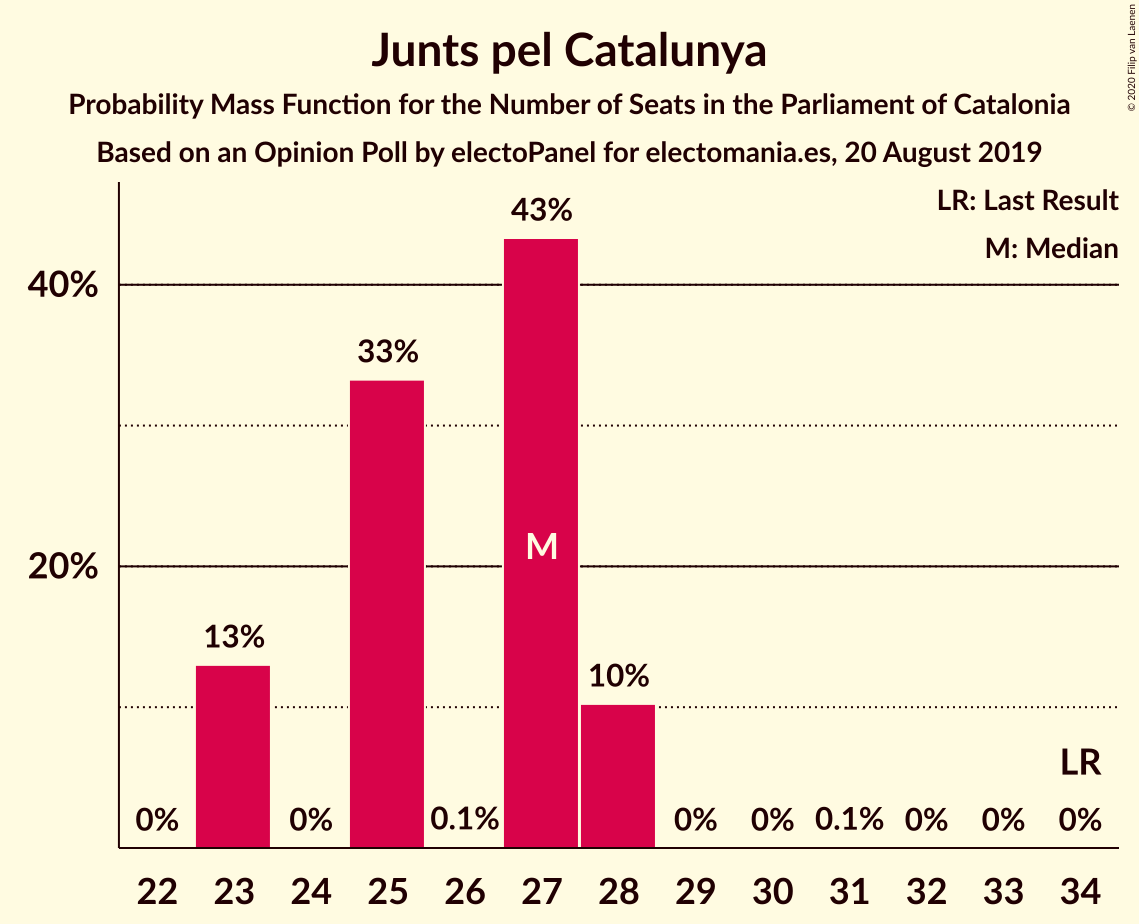 Junts pel Catalunya
Probability Mass Function for the Number of Seats in the Parliament of Catalonia
Based on an Opinion Poll by electoPanel for electomania.es, 20 August 2019
© 2020 Filip van Laenen
LR: Last Result
M: Median
40%
20%
0%
13%
0%
33%
0.1%
43%
M
10%
0%
0%
0.1%
0%
0%
LR
0%
22 23 24 25 26 27 28 29 30 31 32 33 34